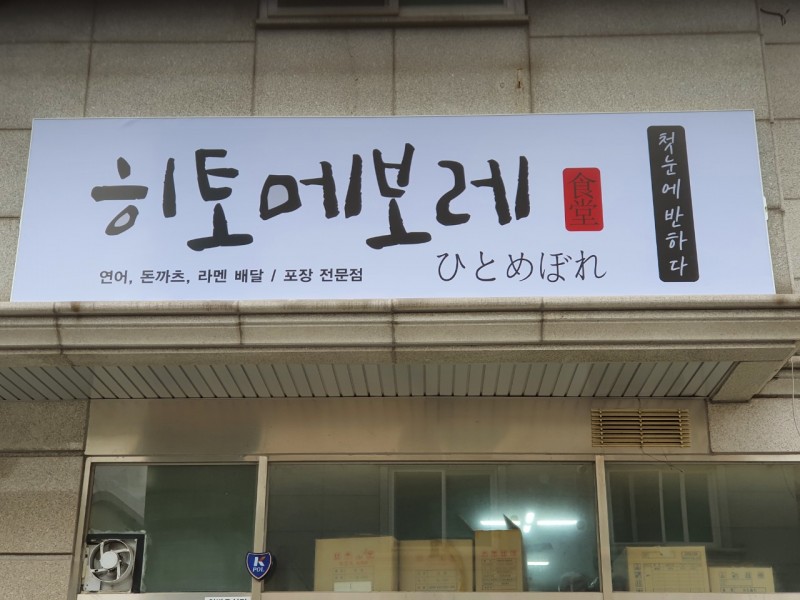 히토메보레
食堂
첫눈에 반하다
ひとめぼれ
연어, 돈까츠, 라멘 배달 / 포장 전문점
K
POL